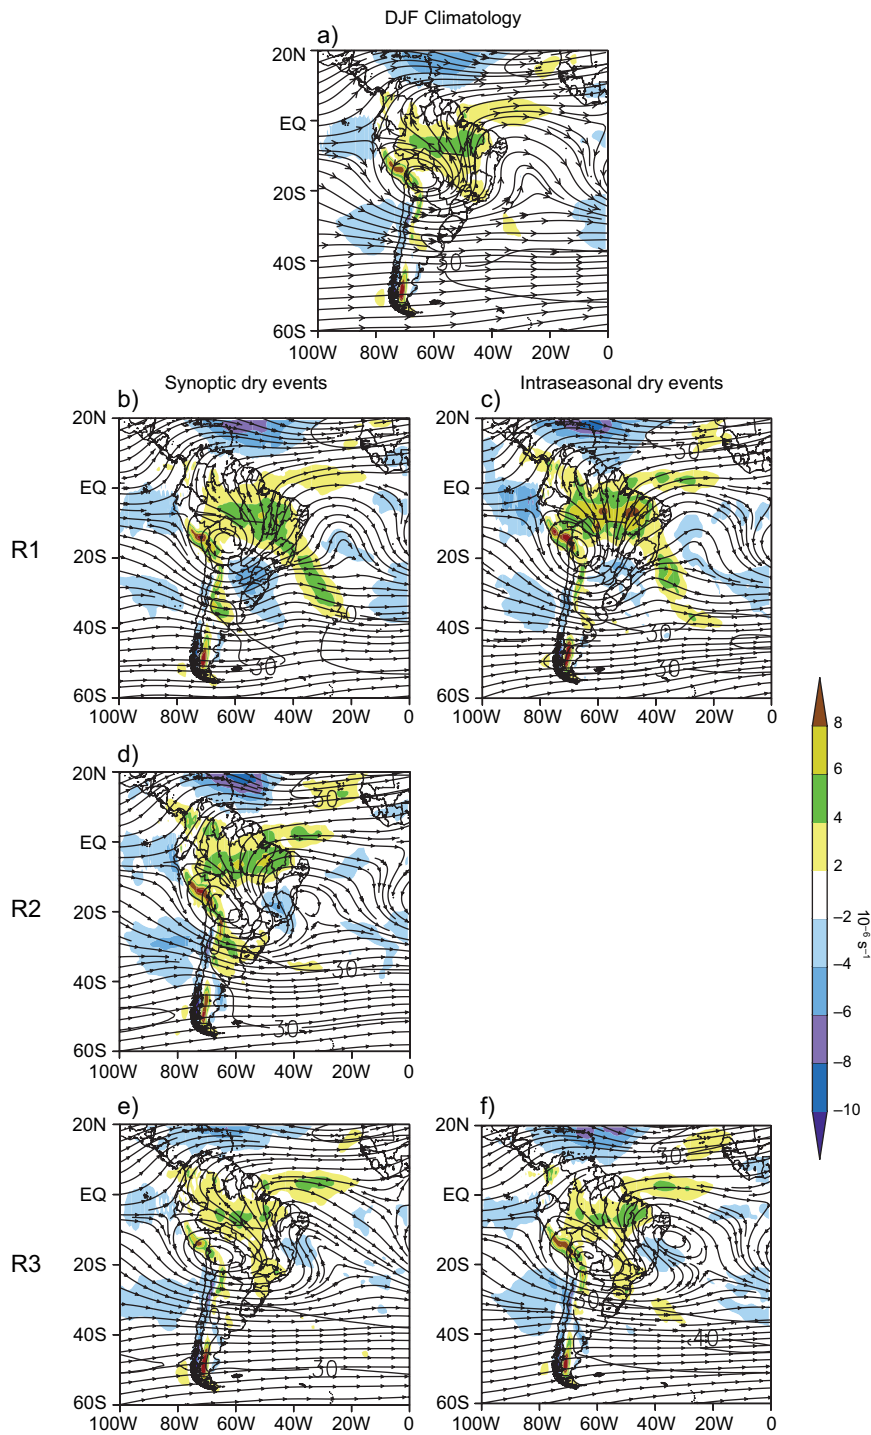 DJF Climatology
a)
20N
EQ
20S
40S
60S
30
100W 80W 60W 40W 20W 0
Synoptic dry events
Intraseasonal dry events
b)
c)
R1
20N
EQ
20S
40S
60S
30
100W 80W 60W 40W 20W 0
20N
EQ
20S
40S
60S
30
30
30
100W 80W 60W 40W 20W 0
d)
R2
20N
EQ
20S
40S
60S
30
30
30
100W 80W 60W 40W 20W 0
8
6
4
2
−2
−4
−6
−8
−10
10⁻⁶ s⁻¹
e)
f)
R3
20N
EQ
20S
40S
60S
30
100W 80W 60W 40W 20W 0
20N
EQ
20S
40S
60S
30
30
40
100W 80W 60W 40W 20W 0